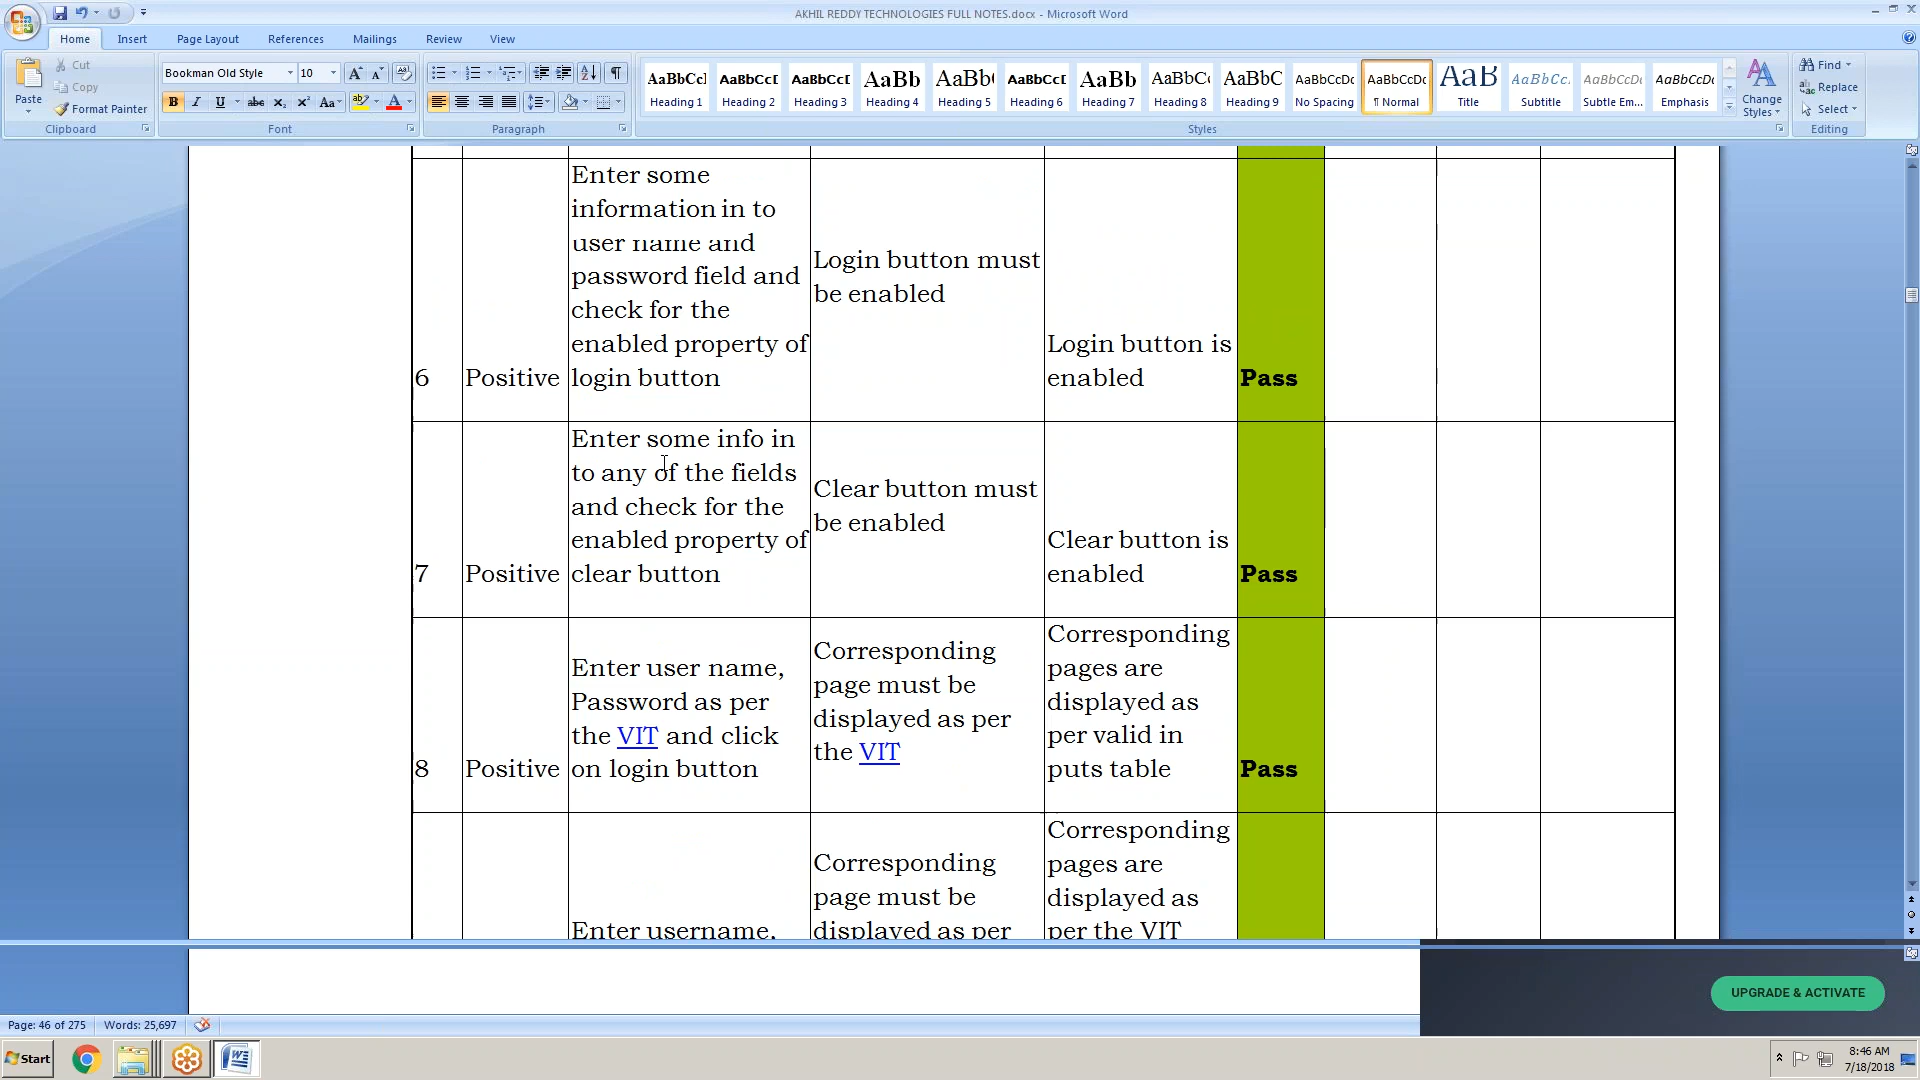 AKHIL REDDY TECHNOLOGIES FULL NOTES.docx - Microsoft Word
Home Insert Page Layout References Mailings Review View
Paste
Cut
Copy
Format Painter
Clipboard
Bookman Old Style 10
Font
Paragraph
AaBbCcI AaBbCcD AaBbCcD AaBb AaBb( AaBbCcD AaBb AaBbC( AaBbC AaBbCcDc AaBbCcDc AaB AaBbCc. AaBbCcDc AaBbCcDc
Heading 1 Heading 2 Heading 3 Heading 4 Heading 5 Heading 6 Heading 7 Heading 8 Heading 9 No Spacing ¶ Normal Title Subtitle Subtle Em... Emphasis
Change
Styles
Styles
Find
Replace
Select
Editing
6
Positive
Enter some
information in to
user name and
password field and
check for the
enabled property of
login button
Login button must
be enabled
Login button is
enabled
Pass
7
Positive
Enter some info in
to any of the fields
and check for the
enabled property of
clear button
Clear button must
be enabled
Clear button is
enabled
Pass
8
Positive
Enter user name,
Password as per
the VIT and click
on login button
Corresponding
page must be
displayed as per
the VIT
Corresponding
pages are
displayed as
per valid in
puts table
Pass
Enter username,
Corresponding
page must be
displayed as per
Corresponding
pages are
displayed as
per the VIT
UPGRADE & ACTIVATE
Page: 46 of 275 Words: 25,697
Start
8:46 AM
7/18/2018